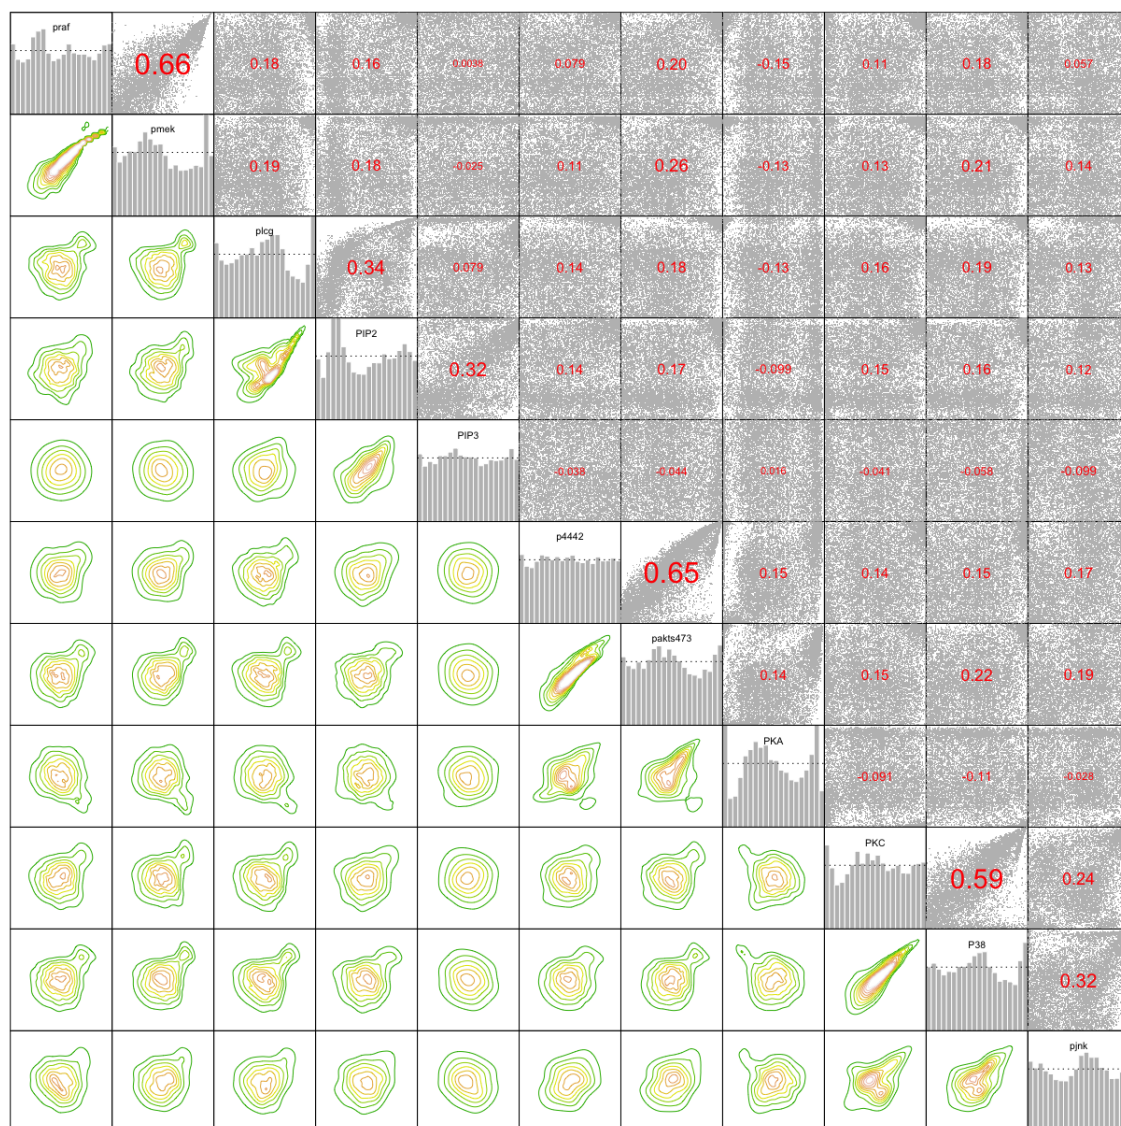 praf
0.66 0.18 0.16 0.0038 0.079 0.20 -0.15 0.11 0.18 0.057
pmek
0.19 0.18 -0.025 0.11 0.26 -0.13 0.13 0.21 0.14
plcg
0.34 0.079 0.14 0.18 -0.13 0.16 0.19 0.13
PIP2
0.32 0.14 0.17 -0.099 0.15 0.16 0.12
PIP3
-0.038 -0.044 0.016 -0.041 -0.058 -0.099
p4442
0.65 0.15 0.14 0.15 0.17
pakts473
0.14 0.15 0.22 0.19
PKA
-0.091 -0.11 -0.028
PKC
0.59 0.24
P38
0.32
pjnk